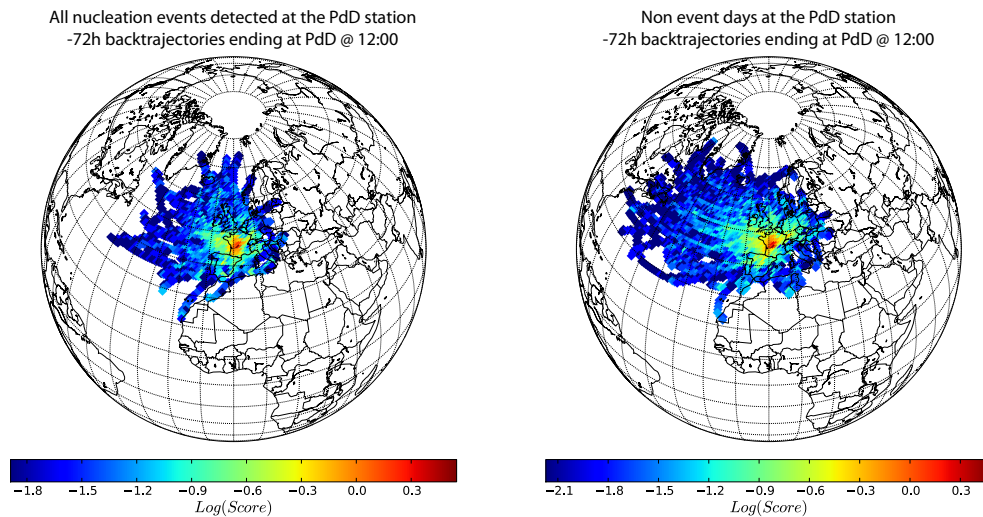 All nucleation events detected at the PdD station
-72h backtrajectories ending at PdD @ 12:00
Non event days at the PdD station
-72h backtrajectories ending at PdD @ 12:00
−1.8 −1.5 −1.2 −0.9 −0.6 −0.3 0.0 0.3
Log(Score)
−2.1 −1.8 −1.5 −1.2 −0.9 −0.6 −0.3 0.0 0.3
Log(Score)